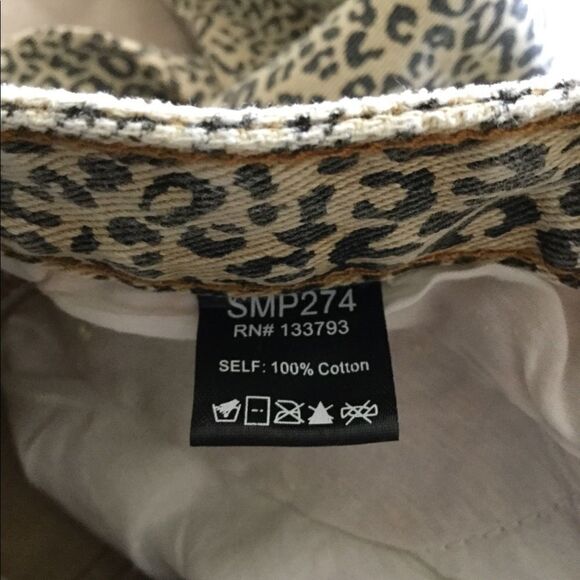 SMP274
RN# 133793
SELF: 100% Cotton